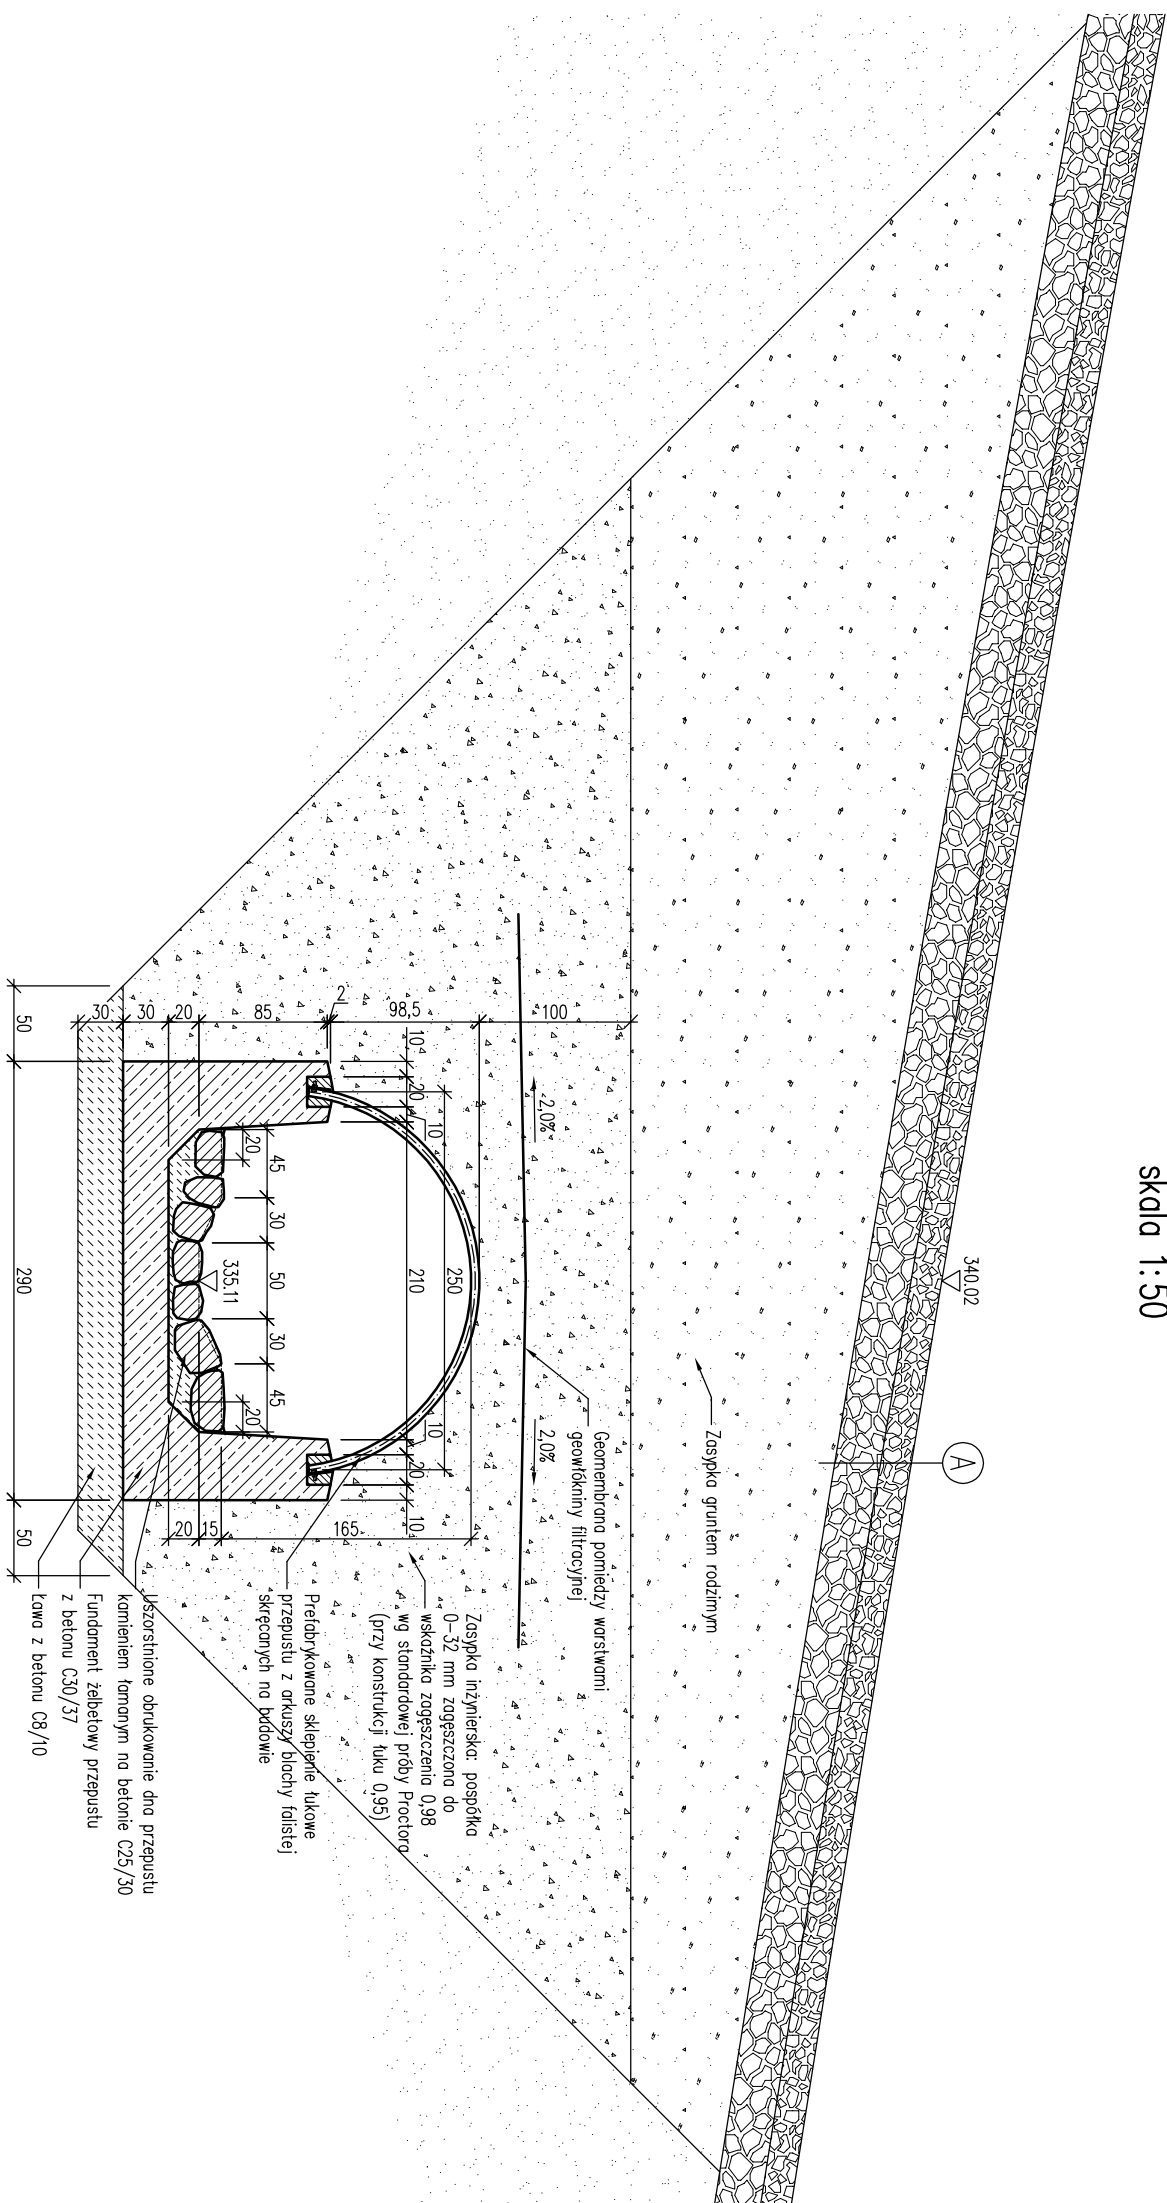 skala 1:50
340.02
A
Zasypka gruntem rodzimym
Geomembrana pomiedzy warstwami
geowłókniny filtracyjnej
2,0%
2,0%
Zasypka inżynierska: pospółka
0-32 mm zagęszczona do
wskaźnika zagęszczenia 0,98
wg standardowej próby Proctora
(przy konstrukcji łuku 0,95)
Prefabrykowane sklepienie łukowe
przepustu z arkuszy blachy falistej
skręcanych na budowie
Uszorstnione obrukowanie dna przepustu
kamieniem łamanym na betonie C25/30
Fundament żelbetowy przepustu
z betonu C30/37
Ława z betonu C8/10
100
98,5
2
85
20
30
30
10
20
10
250
210
10
20
10
45
30
50
30
45
20
20
335.11
165
15
20
50
290
50